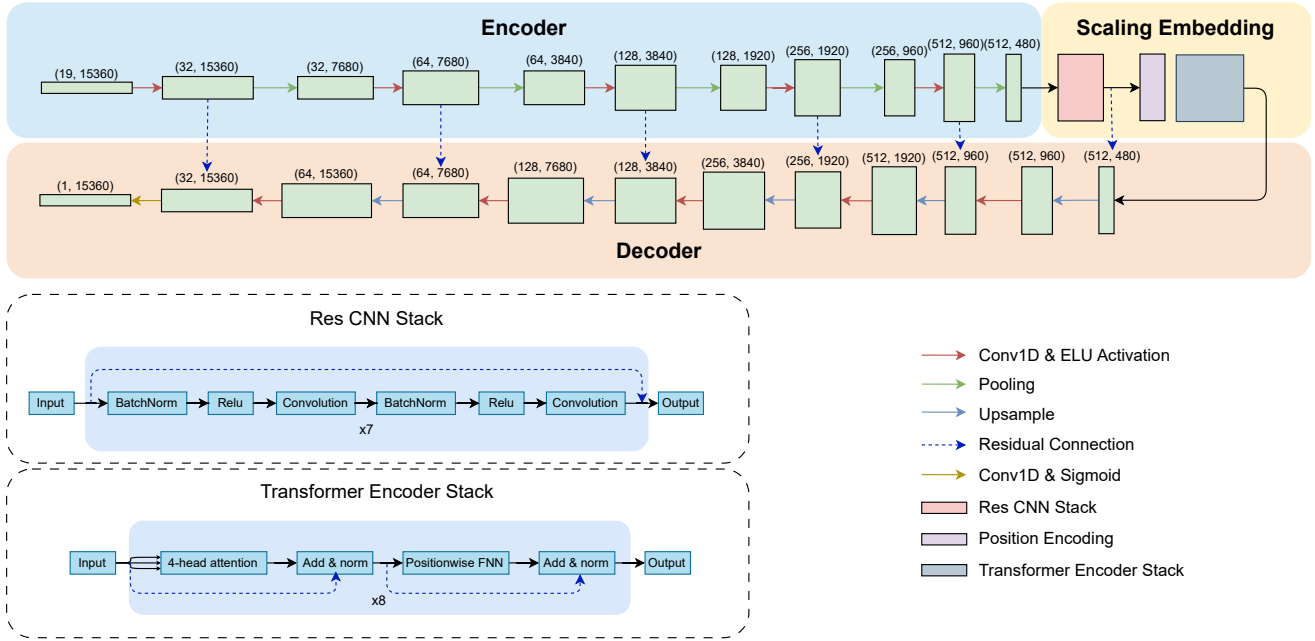 Encoder
Scaling Embedding
(19, 15360)
(32, 15360)
(32, 7680)
(64, 7680)
(64, 3840)
(128, 3840)
(128, 1920)
(256, 1920)
(256, 960)
(512, 960)
(512, 480)
(1, 15360)
(32, 15360)
(64, 15360)
(64, 7680)
(128, 7680)
(128, 3840)
(256, 3840)
(256, 1920)
(512, 1920)
(512, 960)
(512, 960)
(512, 480)
Decoder
Res CNN Stack
Input
BatchNorm
Relu
Convolution
BatchNorm
Relu
Convolution
Output
x7
Transformer Encoder Stack
Input
4-head attention
Add & norm
Positionwise FNN
Add & norm
Output
x8
Conv1D & ELU Activation
Pooling
Upsample
Residual Connection
Conv1D & Sigmoid
Res CNN Stack
Position Encoding
Transformer Encoder Stack